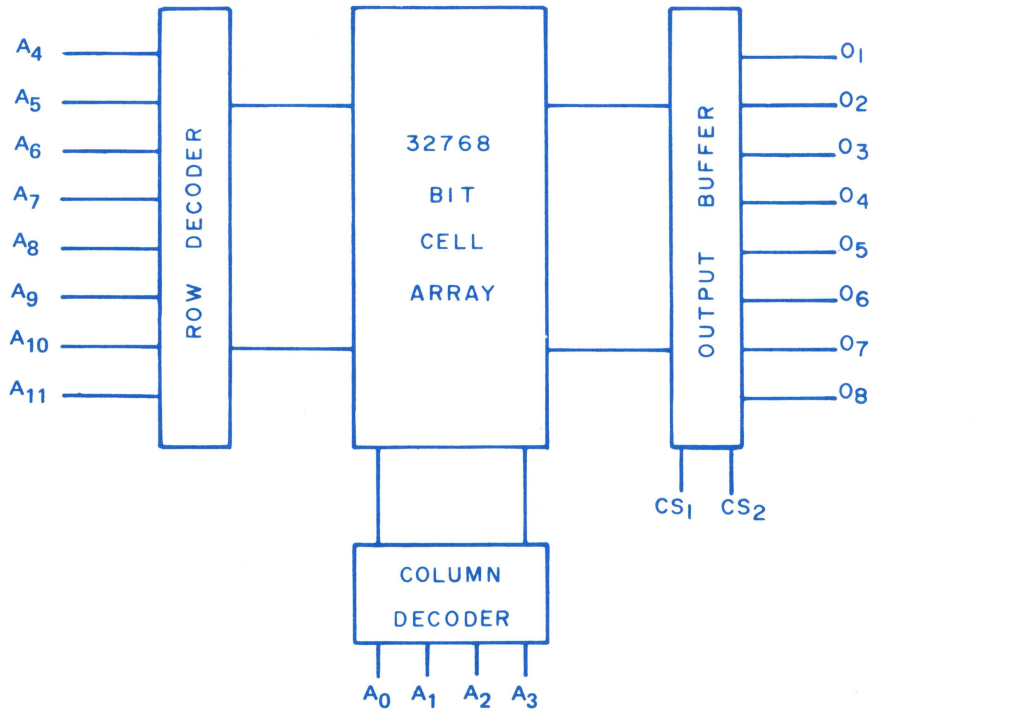 A4
A5
A6
A7
A8
A9
A10
A11
ROW DECODER
32768
BIT
CELL
ARRAY
OUTPUT BUFFER
O1
O2
O3
O4
O5
O6
O7
O8
CS1 CS2
COLUMN
DECODER
A0 A1 A2 A3